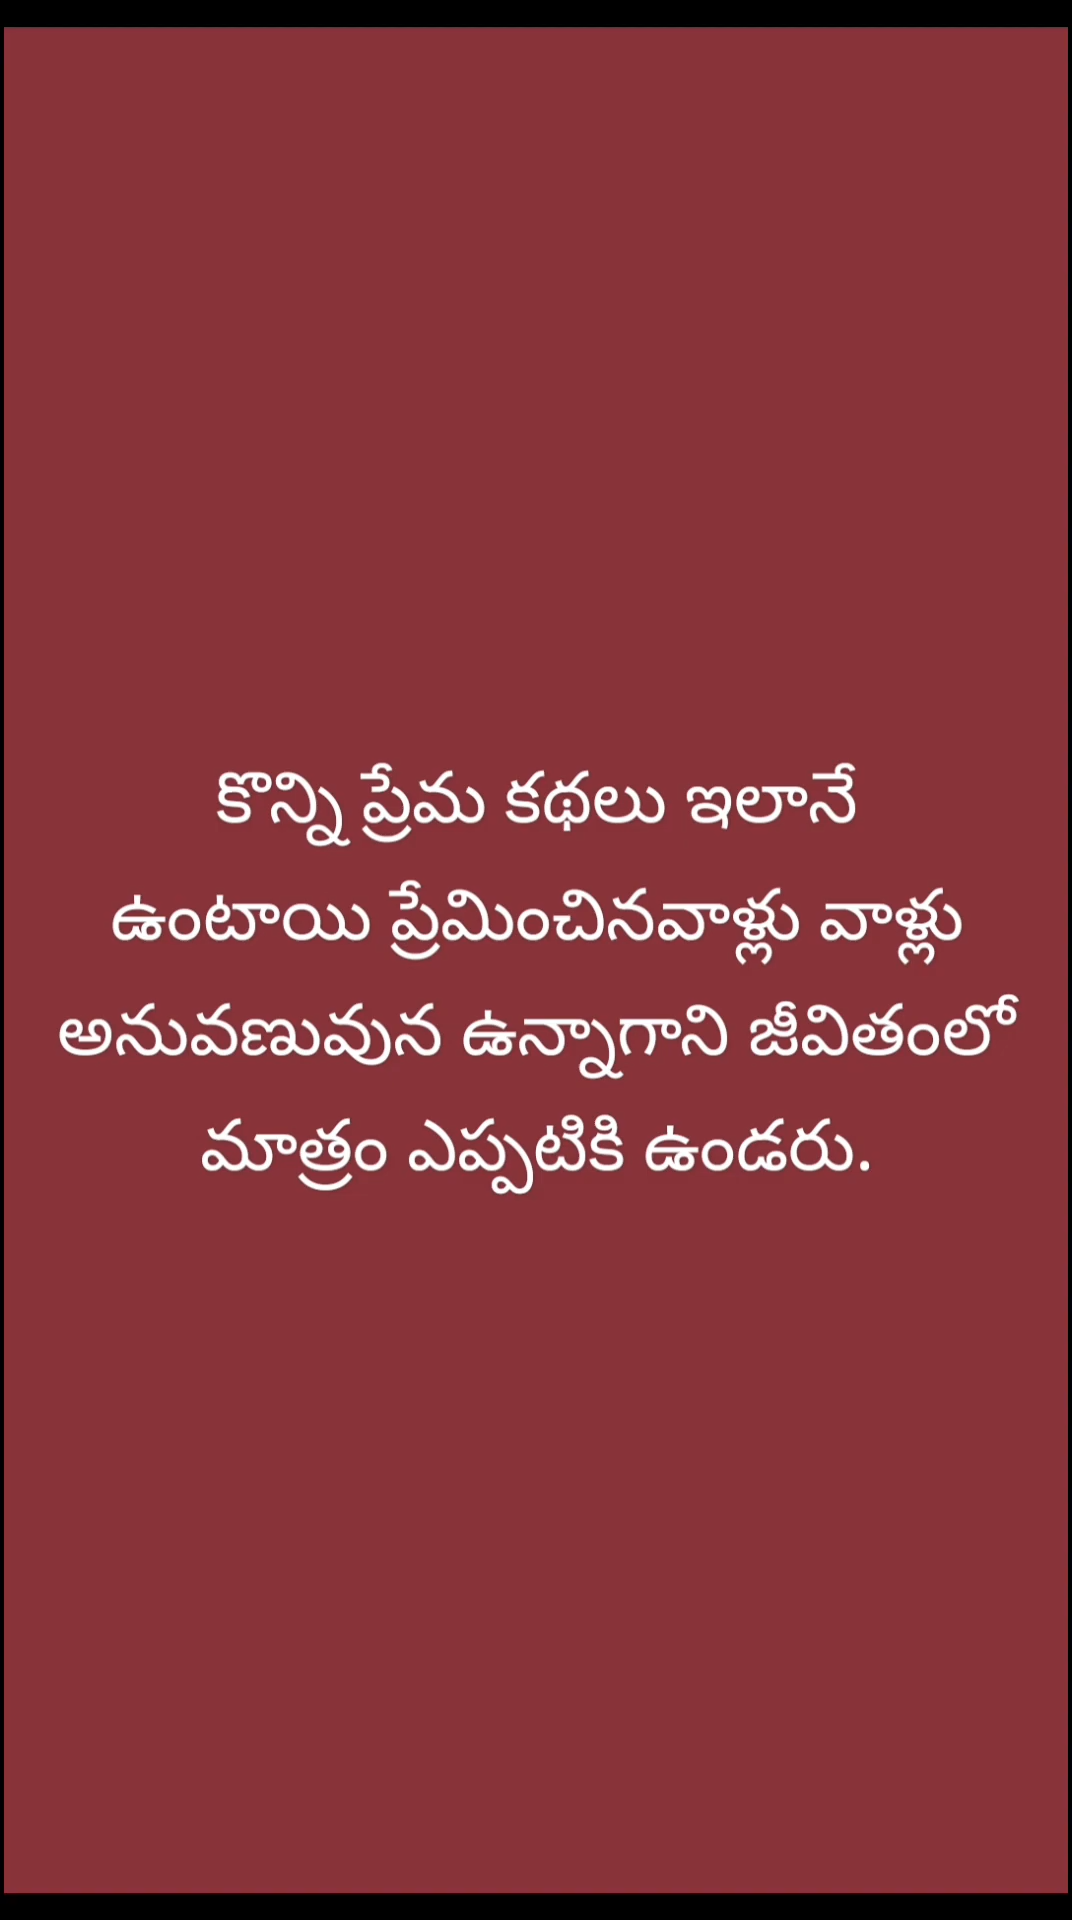 కొన్ని ప్రేమ కథలు ఇలానే
ఉంటాయి ప్రేమించినవాళ్లు వాళ్లు
అనువణువున ఉన్నాగాని జీవితంలో
మాత్రం ఎప్పటికి ఉండరు.